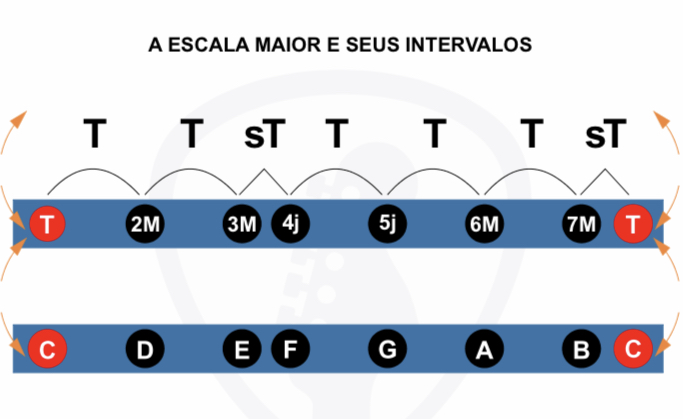 A ESCALA MAIOR E SEUS INTERVALOS
T T sT T T T sT
T 2M 3M 4j 5j 6M 7M T
C D E F G A B C